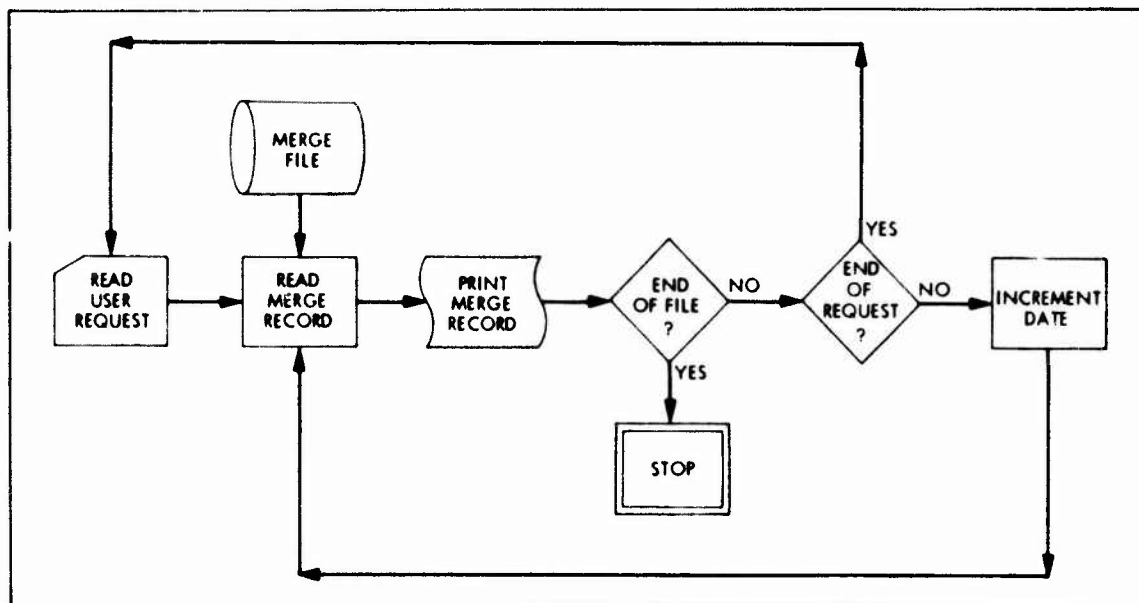 MERGE
FILE
READ
USER
REQUEST
READ
MERGE
RECORD
PRINT
MERGE
RECORD
END
OF FILE
?
NO
YES
STOP
END
OF
REQUEST
?
YES
NO
INCREMENT
DATE